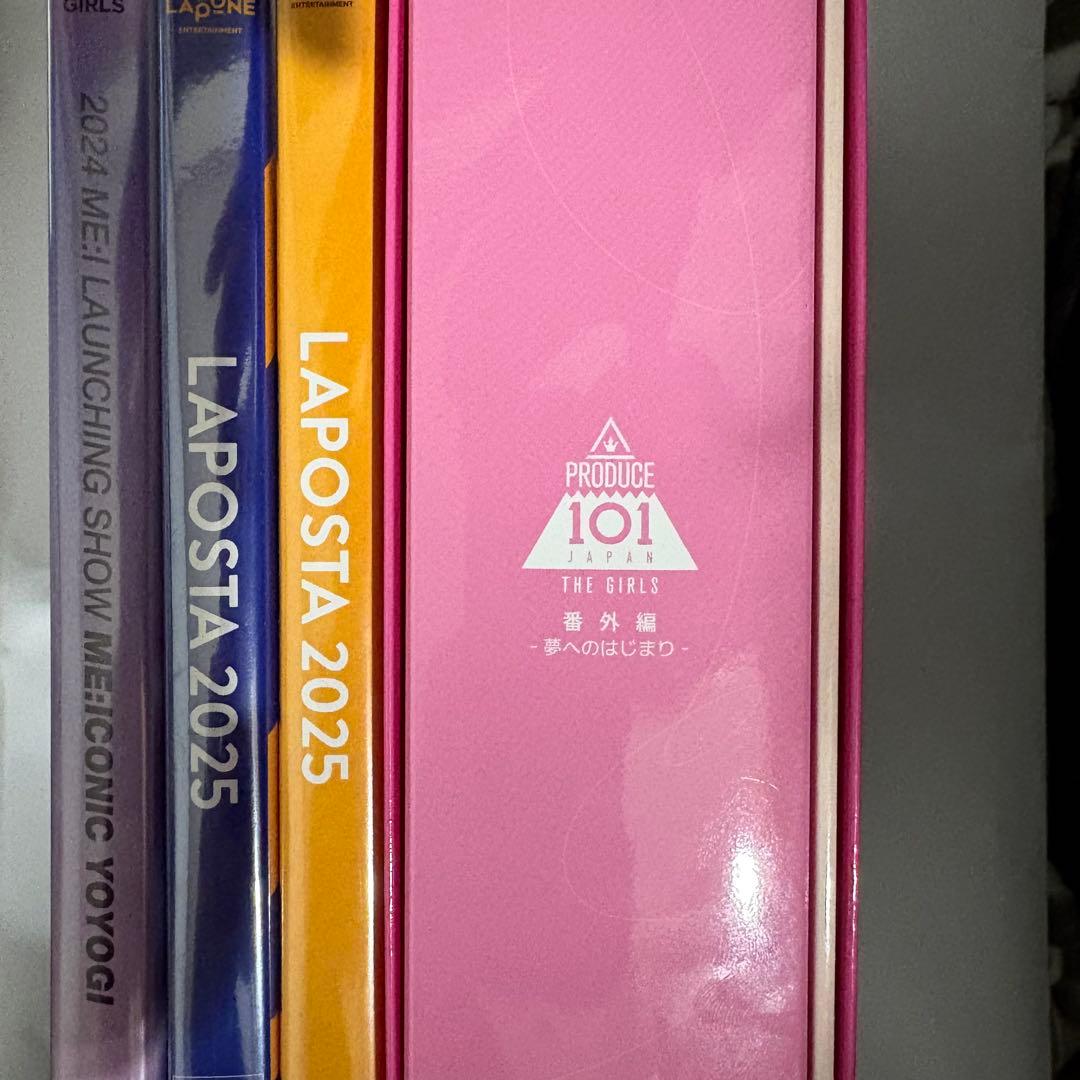 GIRLS
2024 ME:I LAUNCHING SHOW ME:ICONIC YOYOGI
LAPONE
ENTERTAINMENT
LAPOSTA 2025
ENTERTAINMENT
LAPOSTA 2025
PRODUCE
101
JAPAN
THE GIRLS
番外編
- 夢へのはじまり -